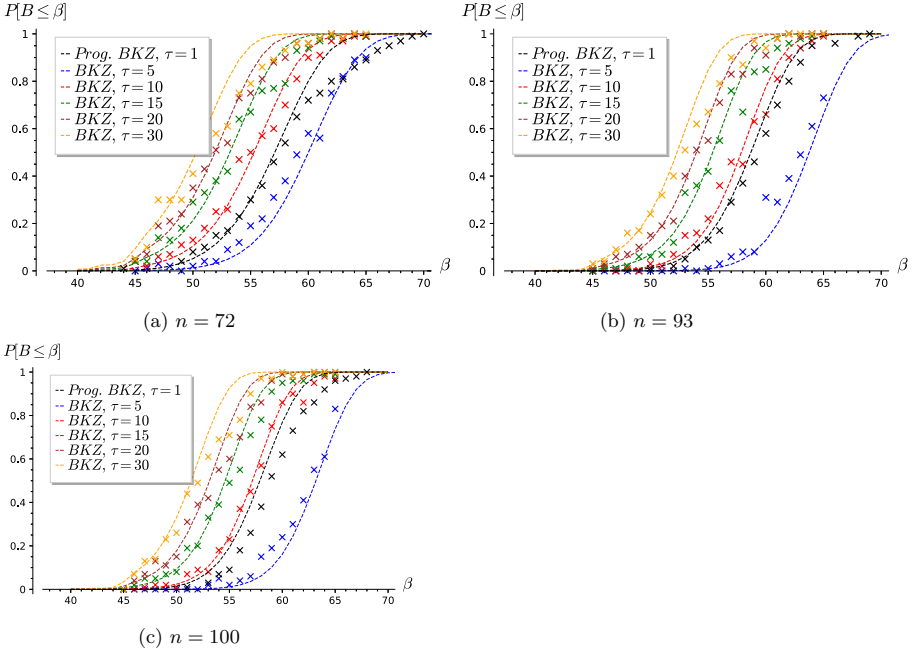 P[B ≤ β]
1
0.8
0.6
0.4
0.2
0
40 45 50 55 60 65 70
β
Prog. BKZ, τ = 1
BKZ, τ = 5
BKZ, τ = 10
BKZ, τ = 15
BKZ, τ = 20
BKZ, τ = 30
(a) n = 72
P[B ≤ β]
1
0.8
0.6
0.4
0.2
0
40 45 50 55 60 65 70
β
Prog. BKZ, τ = 1
BKZ, τ = 5
BKZ, τ = 10
BKZ, τ = 15
BKZ, τ = 20
BKZ, τ = 30
(b) n = 93
P[B ≤ β]
1
0.8
0.6
0.4
0.2
0
40 45 50 55 60 65 70
β
Prog. BKZ, τ = 1
BKZ, τ = 5
BKZ, τ = 10
BKZ, τ = 15
BKZ, τ = 20
BKZ, τ = 30
(c) n = 100